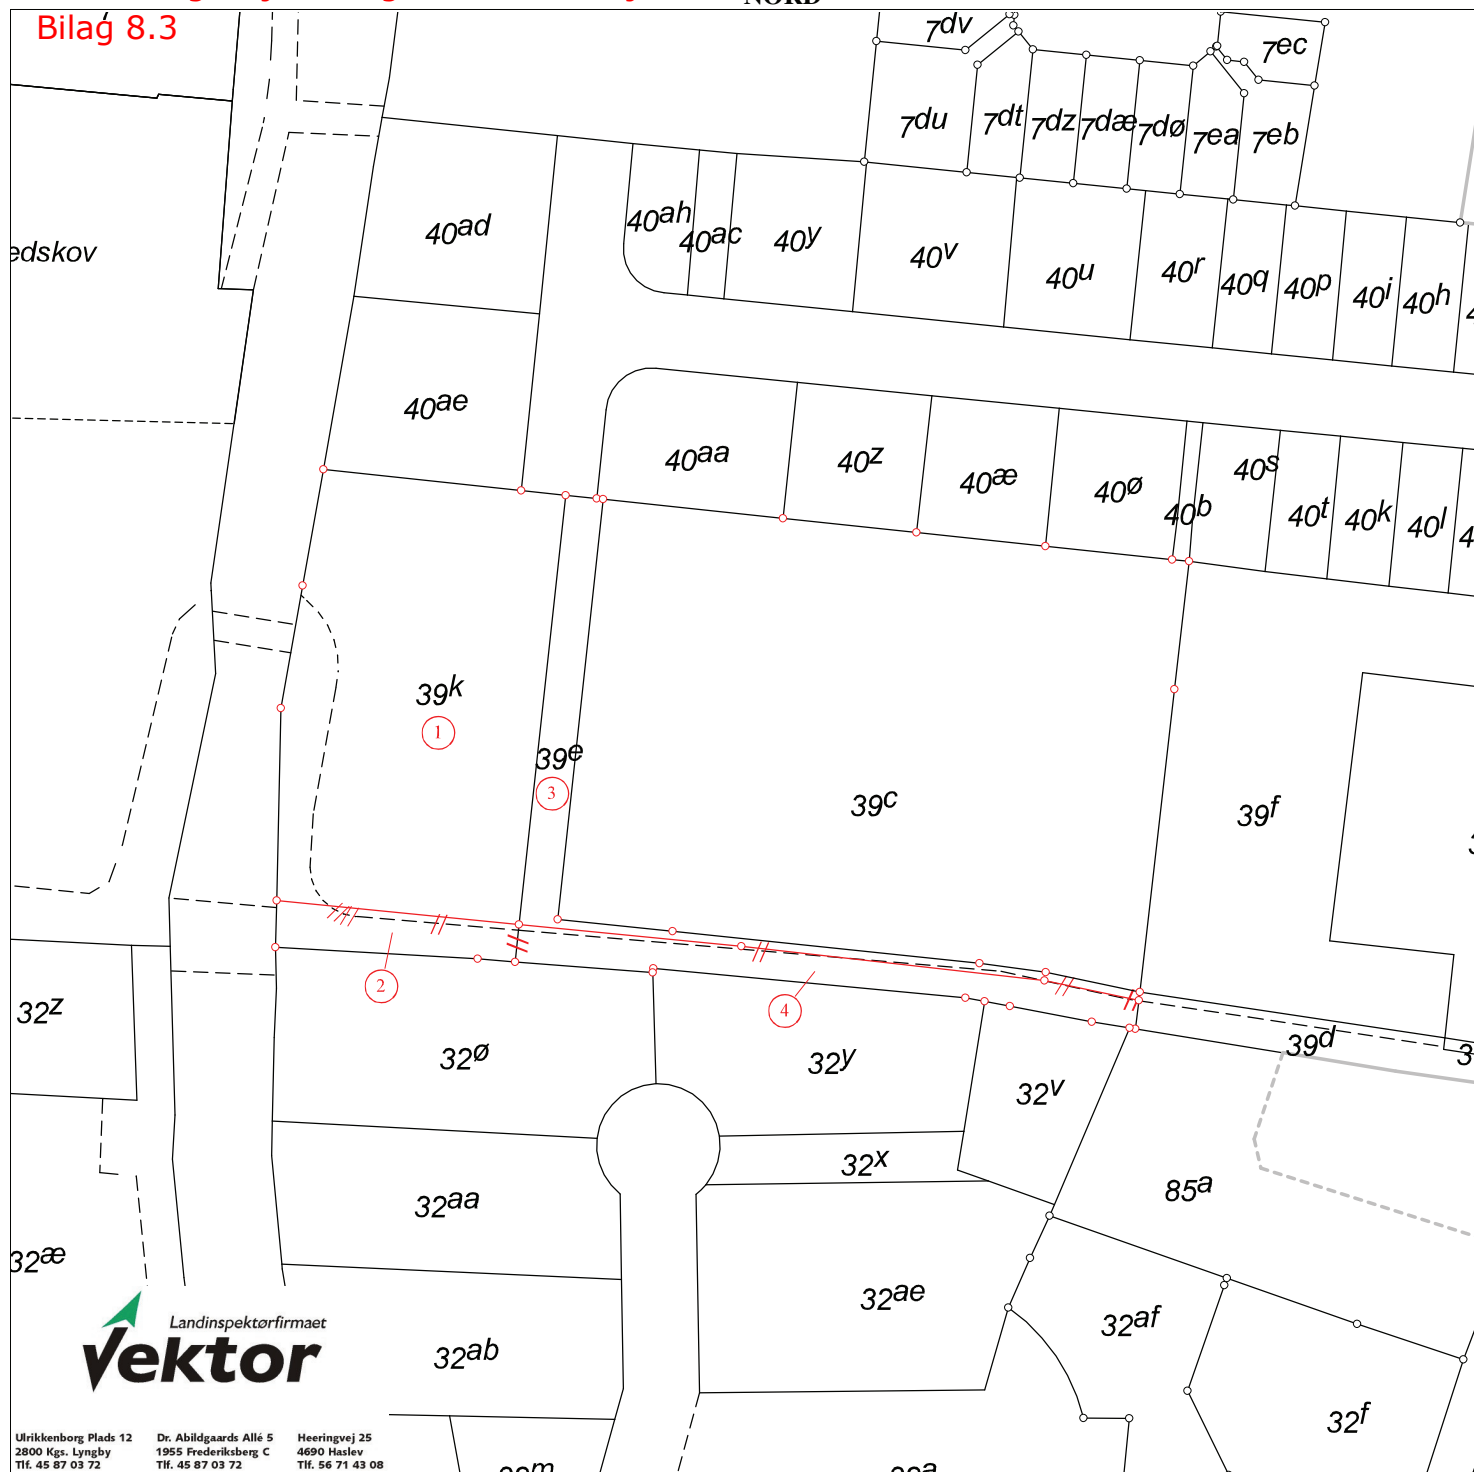 NORD
Bilag 8.3
7dv
7ec
7du
7dt
7dz
7dæ
7dø
7ea
7eb
40ad
40ah
40ac
40y
40v
40u
40r
40q
40p
40i
40h
edskov
40ae
40aa
40z
40æ
40ø
40b
40s
40t
40k
40l
39k
1
39e
3
39c
39f
2
4
32z
32ø
32y
32v
39d
32x
32aa
85a
32æ
32ae
32af
32ab
32f
Landinspektørfirmaet
Vektor
Ulrikkenborg Plads 12
2800 Kgs. Lyngby
Tlf. 45 87 03 72
Dr. Abildgaards Allé 5
1955 Frederiksberg C
Tlf. 45 87 03 72
Heeringvej 25
4690 Haslev
Tlf. 56 71 43 08